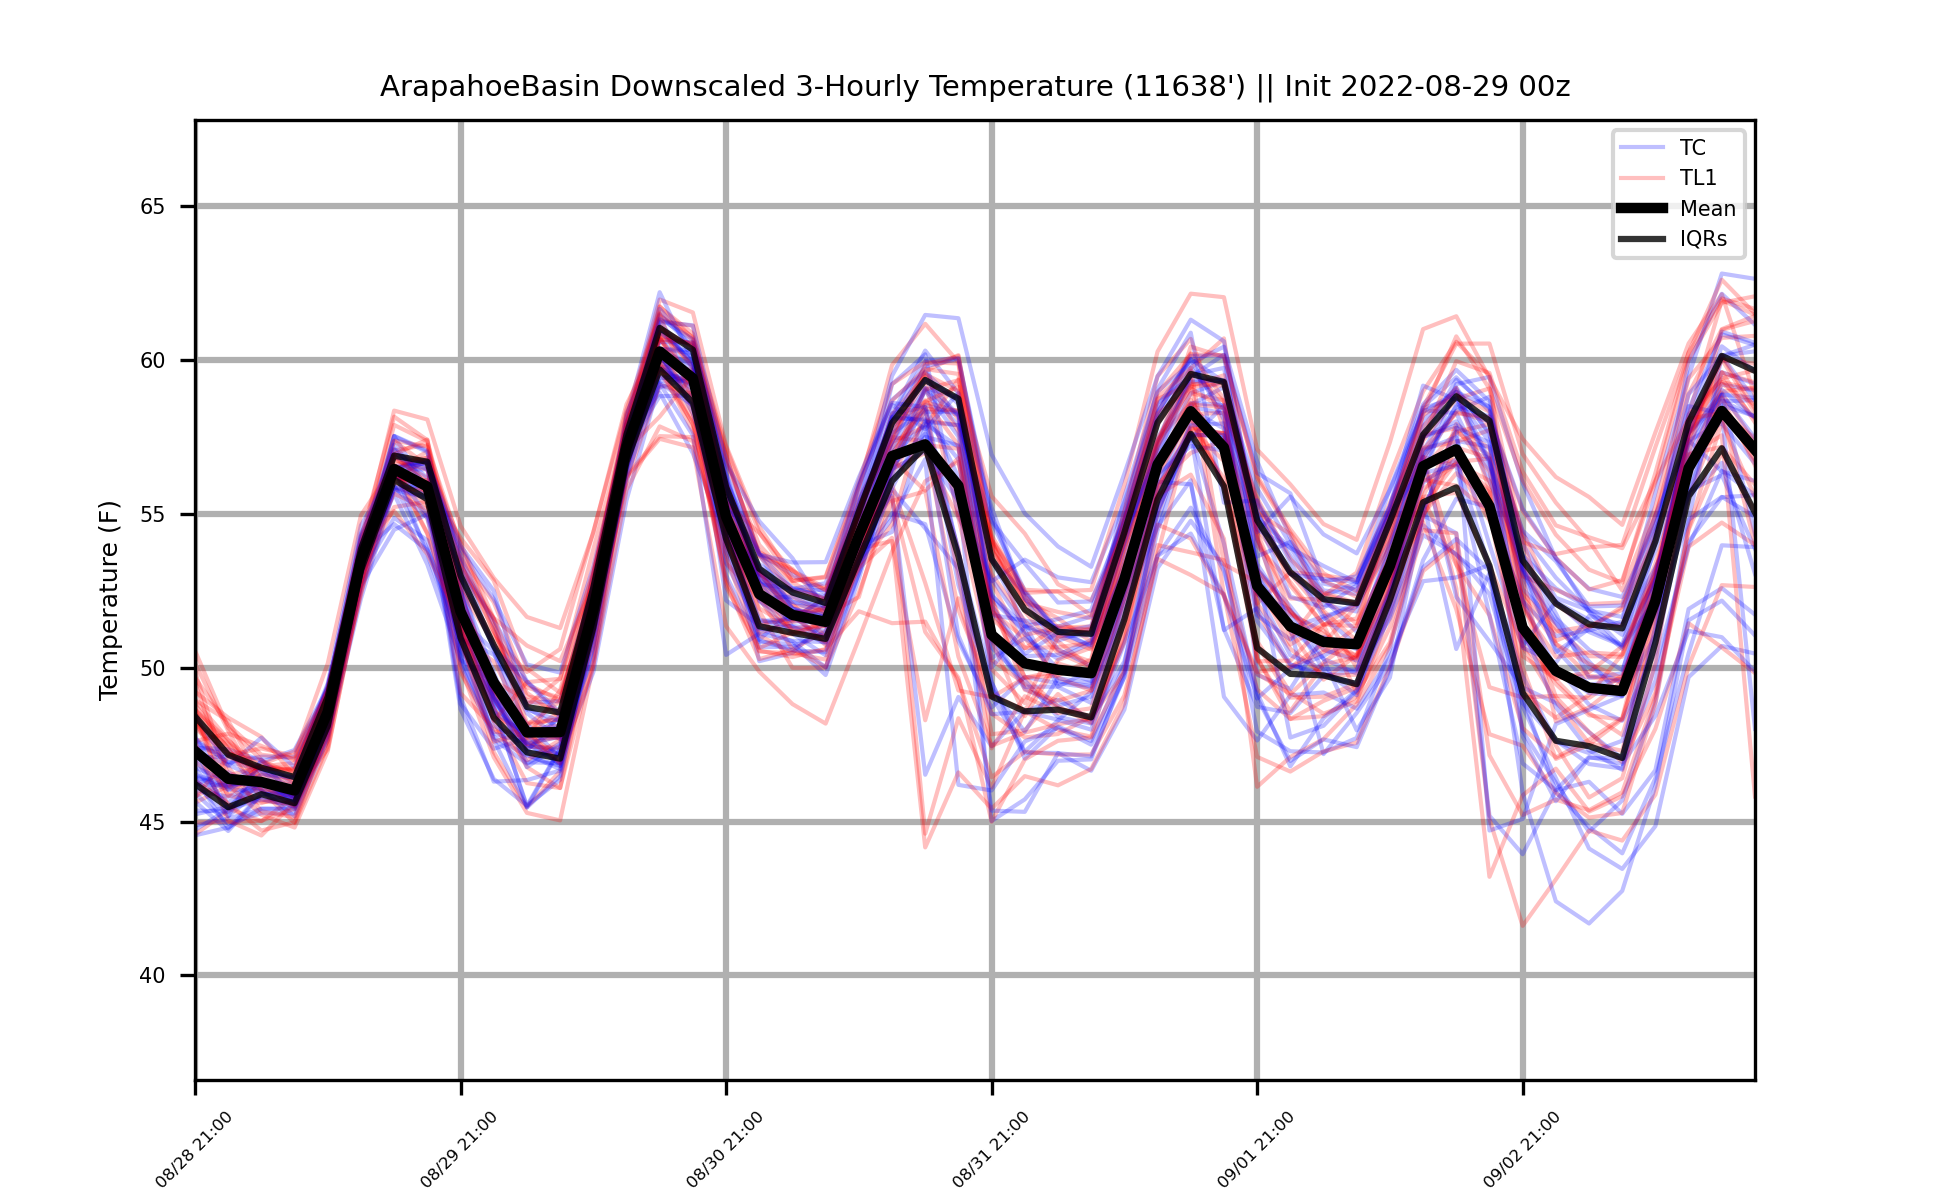 ArapahoeBasin Downscaled 3-Hourly Temperature (11638') || Init 2022-08-29 00z
TC
TL1
Mean
IQRs
Temperature (F)
65
60
55
50
45
40
08/28 21:00
08/29 21:00
08/30 21:00
08/31 21:00
09/01 21:00
09/02 21:00